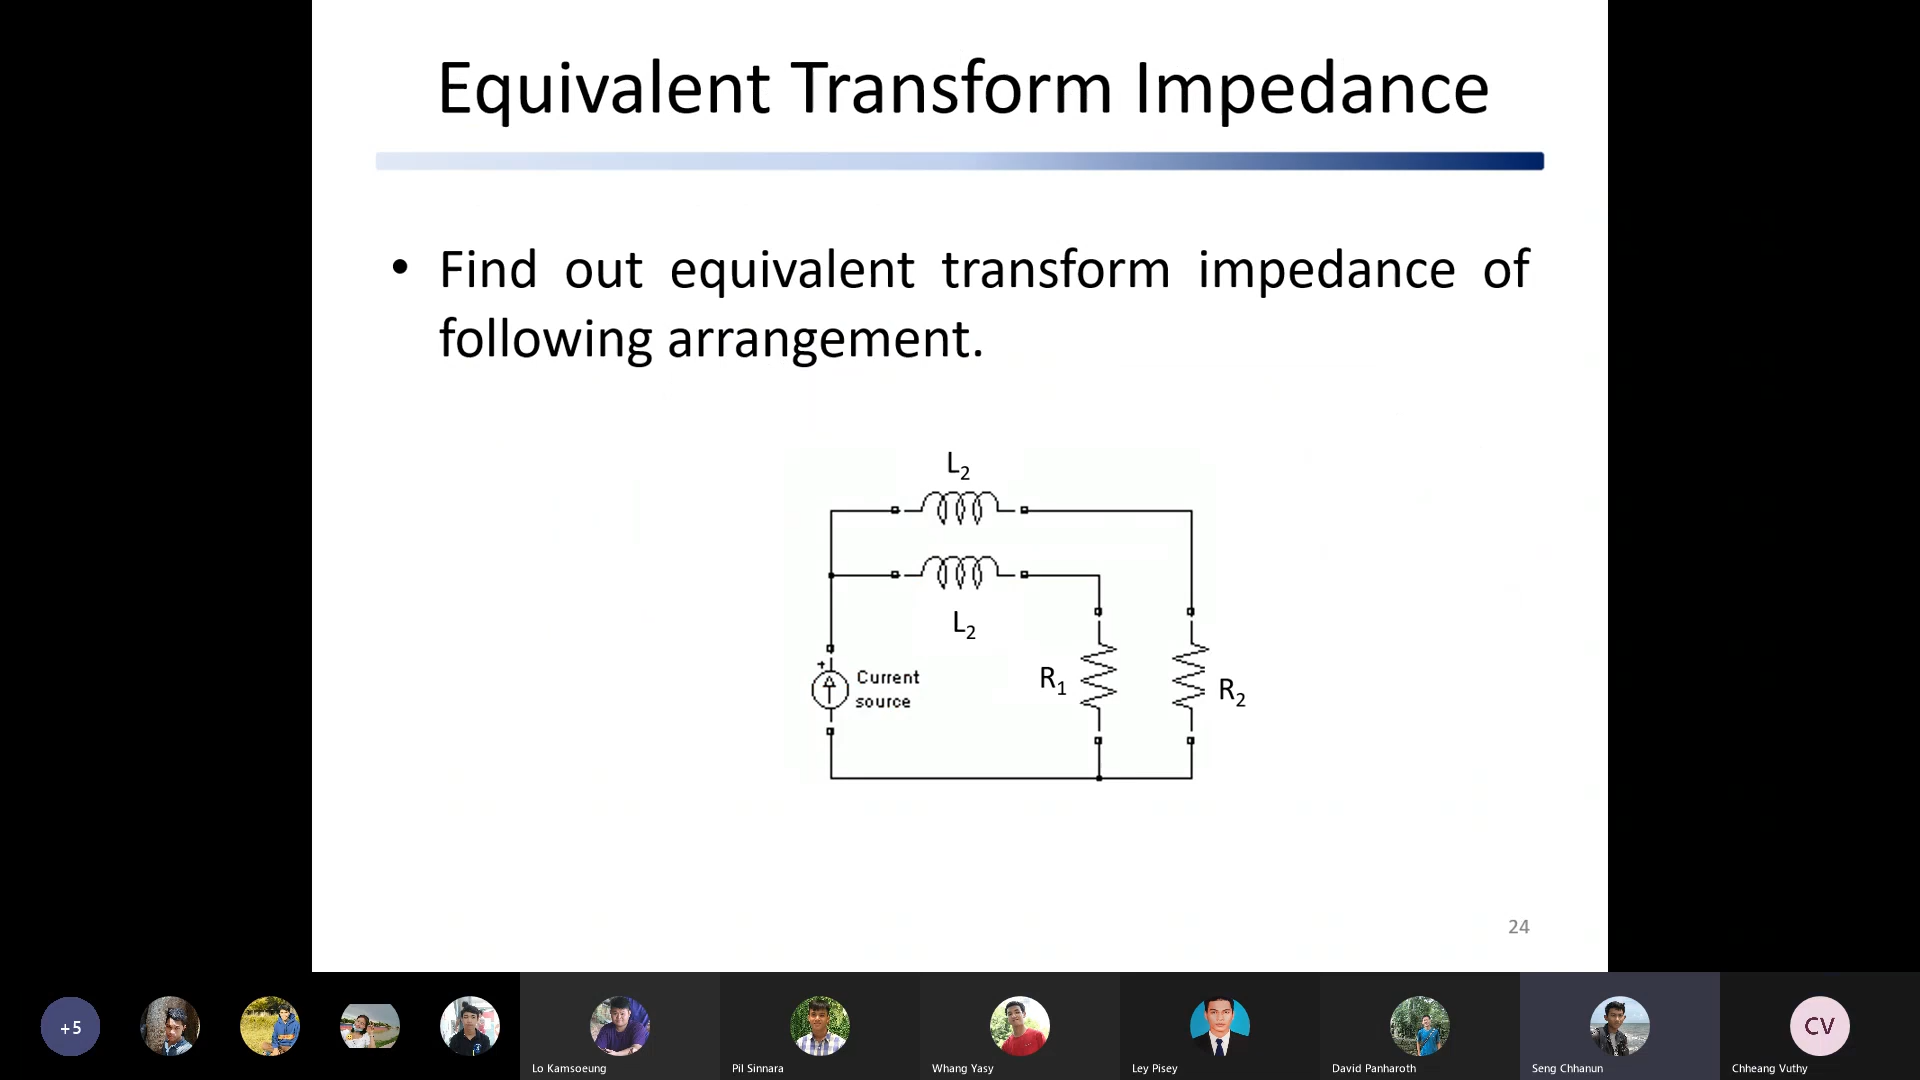 Equivalent Transform Impedance
• Find out equivalent transform impedance of
following arrangement.
L2
L2
+
Current
source
R1
R2
24
+5
Lo Kamsoeung
Pil Sinnara
Whang Yasy
Ley Pisey
David Panharoth
Seng Chhanun
CV
Chheang Vuthy